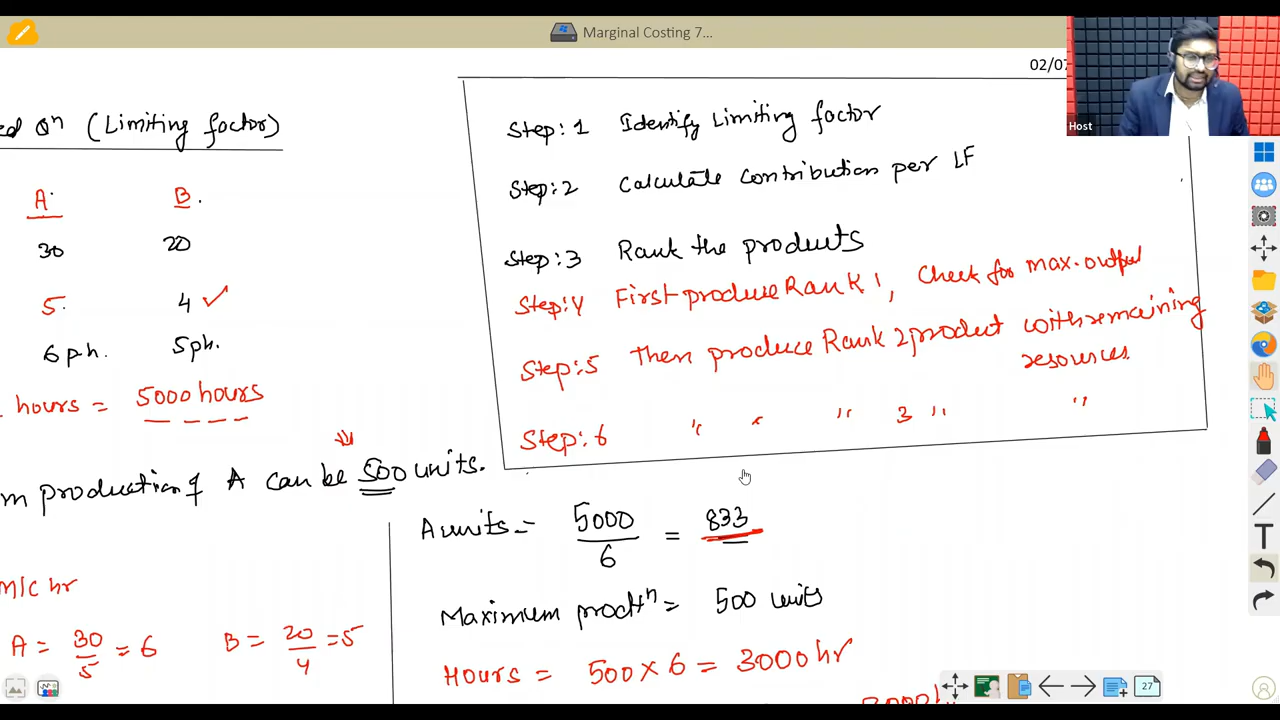 Marginal Costing 7...
02/0
Host
ed Qn (Limiting factor)
A B.
30 20
5. 4 ✓
6 p.h. 5 ph.
hours = 5000 hours
m production of A can be 500 units.
M/C hr
A = 30/5 = 6 B = 20/4 = 5
Step: 1 Identify Limiting factor
Step: 2 Calculate contribution per LF
Step: 3 Rank the products
Step: 4 First produce Rank 1, Check for max. output
Step: 5 Then produce Rank 2 product with remaining
resources
Step: 6 " " " 3 " "
A units = 5000/6 = 833
Maximum prodtn = 500 units
Hours = 500 × 6 = 3000 hr
27